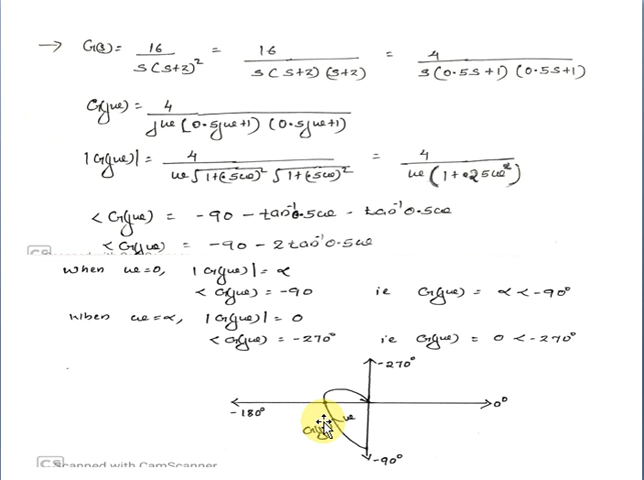 → G(s) = 16 / s(s+2)² = 16 / s(s+2)(s+2) = 4 / s(0.5s+1)(0.5s+1)
G(jω) = 4 / jω(0.5jω+1)(0.5jω+1)
|G(jω)| = 4 / ω√1+(.5ω)² √1+(.5ω)² = 4 / ω(1+.25ω²)
< G(jω) = -90 - tan⁻¹0.5ω - tan⁻¹0.5ω
< G(jω) = -90 - 2tan⁻¹0.5ω
When ω=0, |G(jω)| = ∝
< G(jω) = -90 ie G(jω) = ∝ < -90°
When ω=∝, |G(jω)| = 0
< G(jω) = -270° ie G(jω) = 0 < -270°
-270°
-180° 0°
G(jω)
-90°
CS Scanned with CamScanner